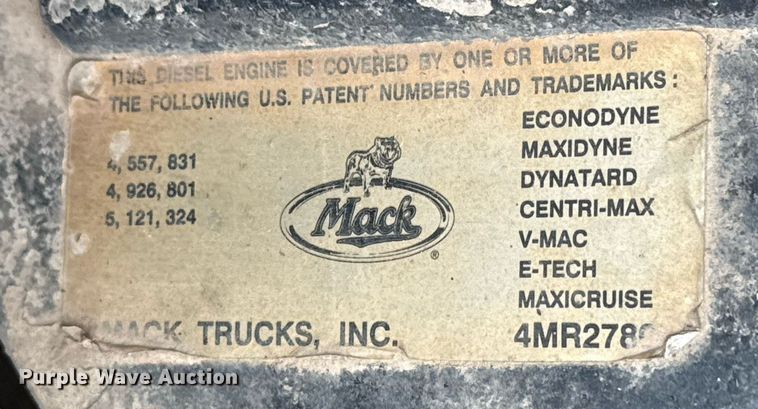 THIS DIESEL ENGINE IS COVERED BY ONE OR MORE OF
THE FOLLOWING U.S. PATENT NUMBERS AND TRADEMARKS :
4, 557, 831
4, 926, 801
5, 121, 324
Mack
®
ECONODYNE
MAXIDYNE
DYNATARD
CENTRI-MAX
V-MAC
E-TECH
MAXICRUISE
MACK TRUCKS, INC.
Purple Wave Auction